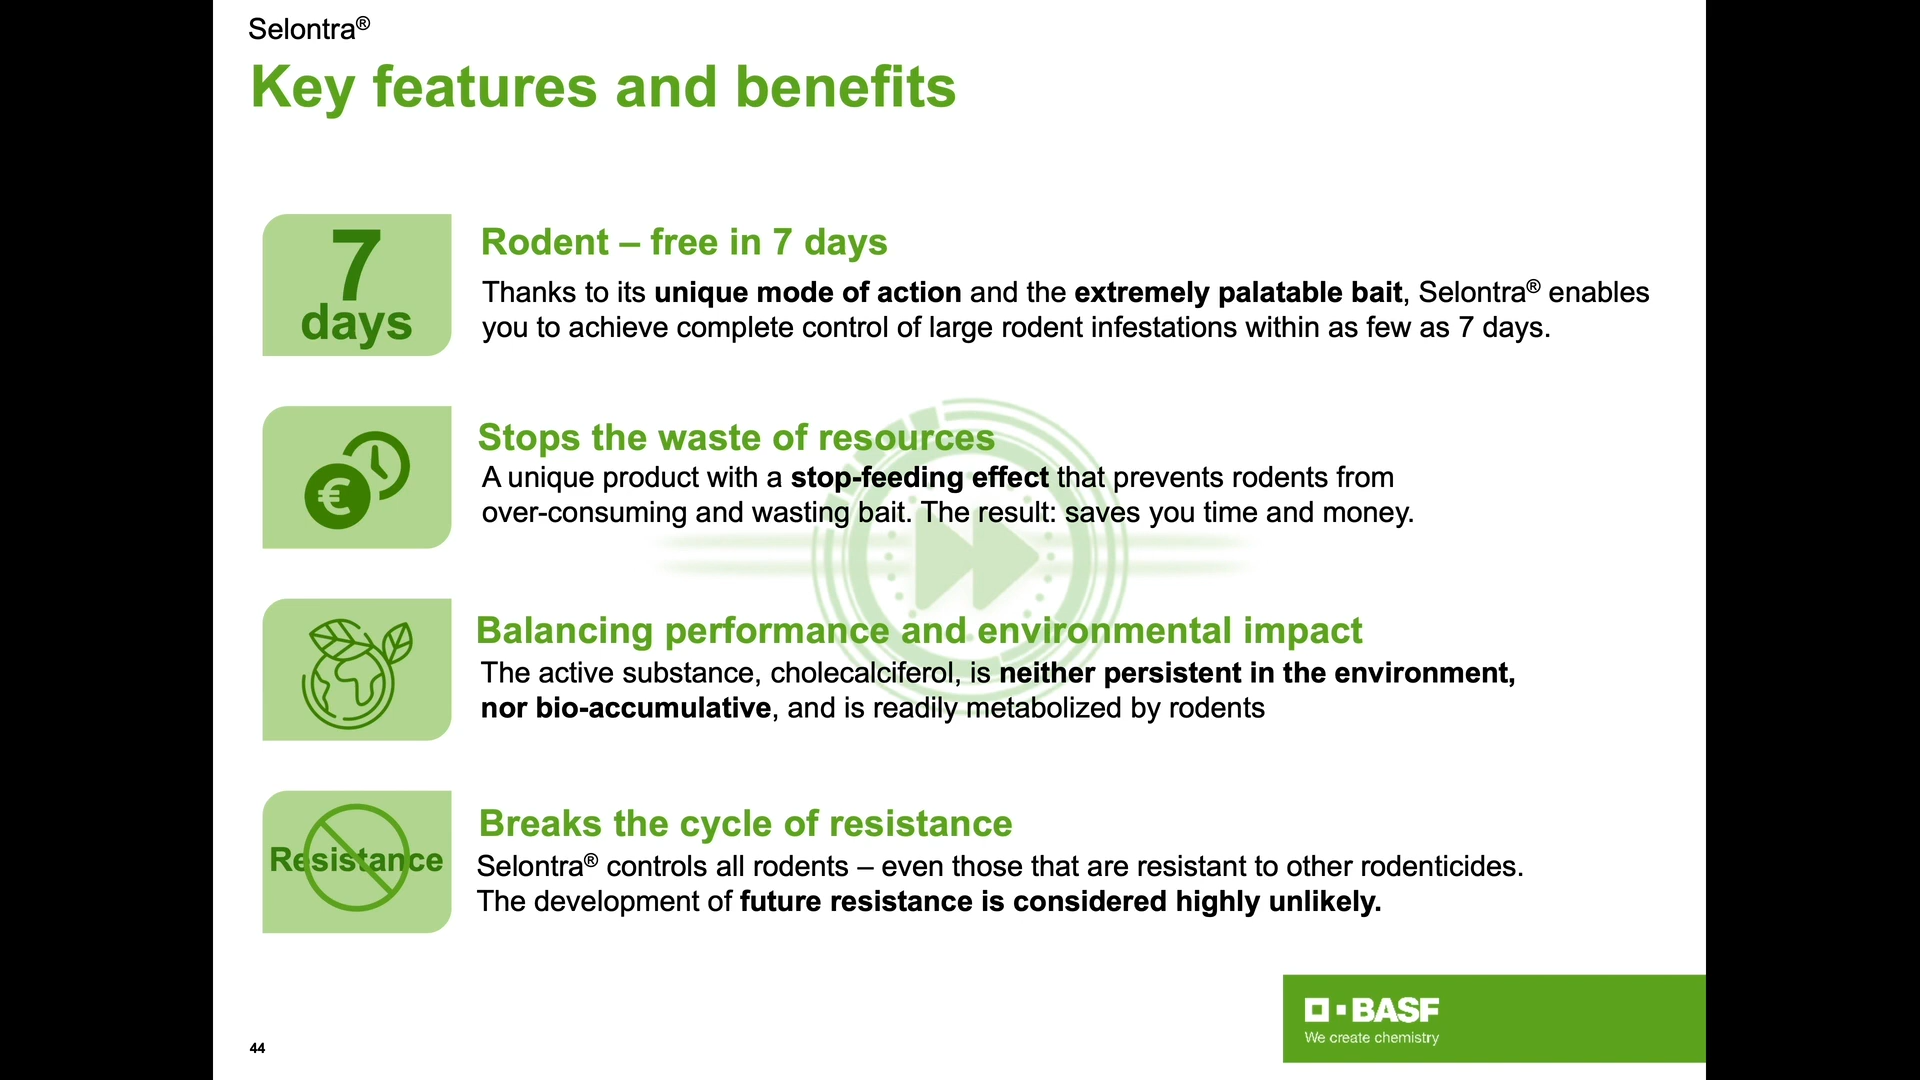 Selontra®
Key features and benefits
7
days
Rodent – free in 7 days
Thanks to its unique mode of action and the extremely palatable bait, Selontra® enables
you to achieve complete control of large rodent infestations within as few as 7 days.
€
Stops the waste of resources
A unique product with a stop-feeding effect that prevents rodents from
over-consuming and wasting bait. The result: saves you time and money.
Balancing performance and environmental impact
The active substance, cholecalciferol, is neither persistent in the environment,
nor bio-accumulative, and is readily metabolized by rodents
Resistance
Breaks the cycle of resistance
Selontra® controls all rodents – even those that are resistant to other rodenticides.
The development of future resistance is considered highly unlikely.
BASF
We create chemistry
44